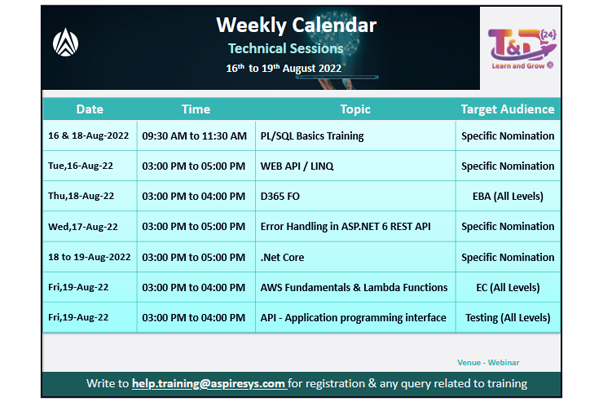 Weekly Calendar
Technical Sessions
16th to 19th August 2022
T&D {24}
Learn and Grow
Date Time Topic Target Audience
16 & 18-Aug-2022 09:30 AM to 11:30 AM PL/SQL Basics Training Specific Nomination
Tue,16-Aug-22 03:00 PM to 05:00 PM WEB API / LINQ Specific Nomination
Thu,18-Aug-22 03:00 PM to 04:00 PM D365 FO EBA (All Levels)
Wed,17-Aug-22 03:00 PM to 05:00 PM Error Handling in ASP.NET 6 REST API Specific Nomination
18 to 19-Aug-2022 03:00 PM to 05:00 PM .Net Core Specific Nomination
Fri,19-Aug-22 03:00 PM to 04:00 PM AWS Fundamentals & Lambda Functions EC (All Levels)
Fri,19-Aug-22 03:00 PM to 04:00 PM API - Application programming interface Testing (All Levels)
Venue - Webinar
Write to help.training@aspiresys.com for registration & any query related to training